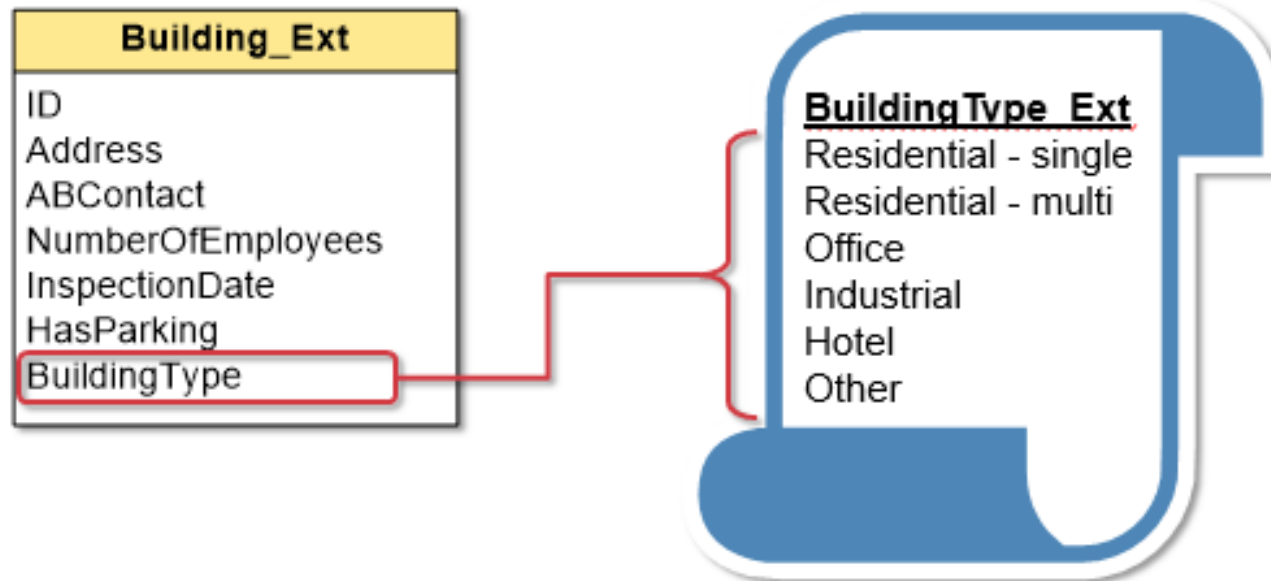 Building_Ext
ID
Address
ABContact
NumberOfEmployees
InspectionDate
HasParking
BuildingType
BuildingType_Ext
Residential - single
Residential - multi
Office
Industrial
Hotel
Other